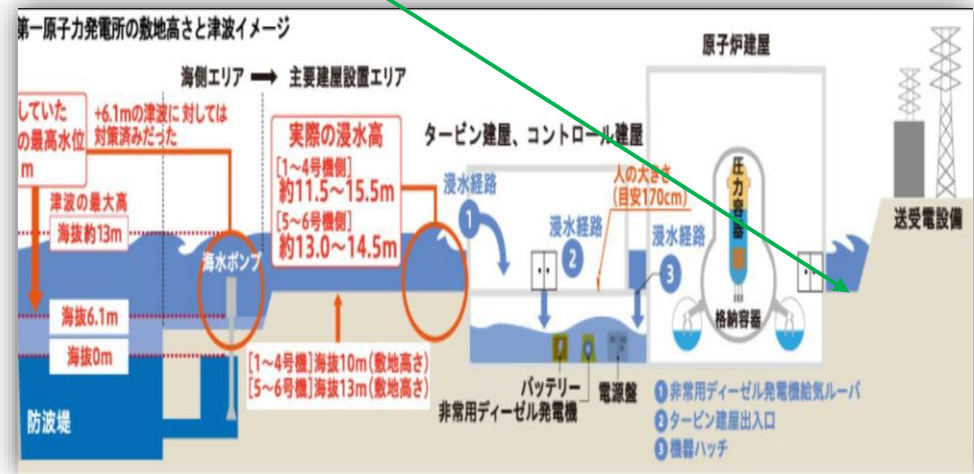 第一原子力発電所の敷地高さと津波イメージ
海側エリア → 主要建屋設置エリア
していた
の最高水位
m
+6.1mの津波に対しては
対策済みだった
津波の最大高
海抜約13m
海水ポンプ
海抜6.1m
海抜0m
防波堤
実際の浸水高
[1〜4号機側]
約11.5〜15.5m
[5〜6号機側]
約13.0〜14.5m
[1〜4号機]海抜10m(敷地高さ)
[5〜6号機]海抜13m(敷地高さ)
タービン建屋、コントロール建屋
浸水経路
1
浸水経路
2
人の大きさ
(目安170cm)
浸水経路
3
バッテリー
非常用ディーゼル発電機
電源盤
原子炉建屋
圧力容器
格納容器
送受電設備
1 非常用ディーゼル発電機給気ルーバ
2 タービン建屋出入口
3 機器ハッチ